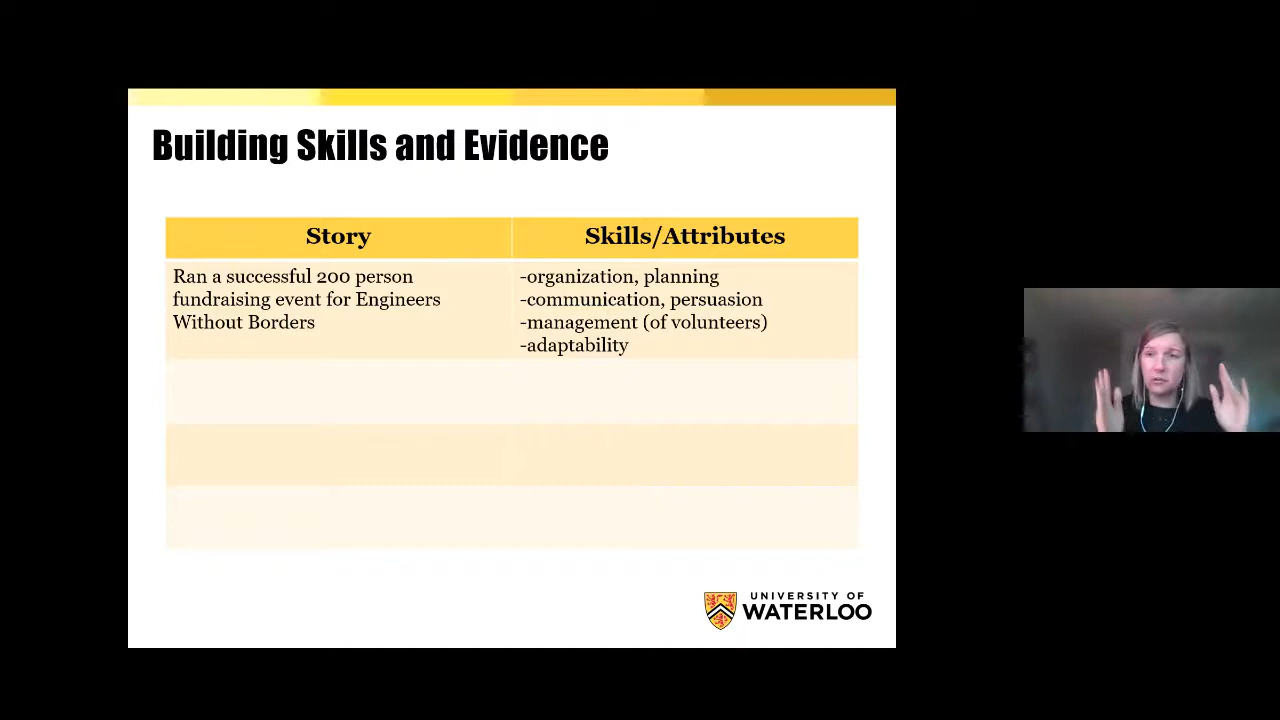 Building Skills and Evidence
Story
Skills/Attributes
Ran a successful 200 person
fundraising event for Engineers
Without Borders
-organization, planning
-communication, persuasion
-management (of volunteers)
-adaptability
UNIVERSITY OF
WATERLOO